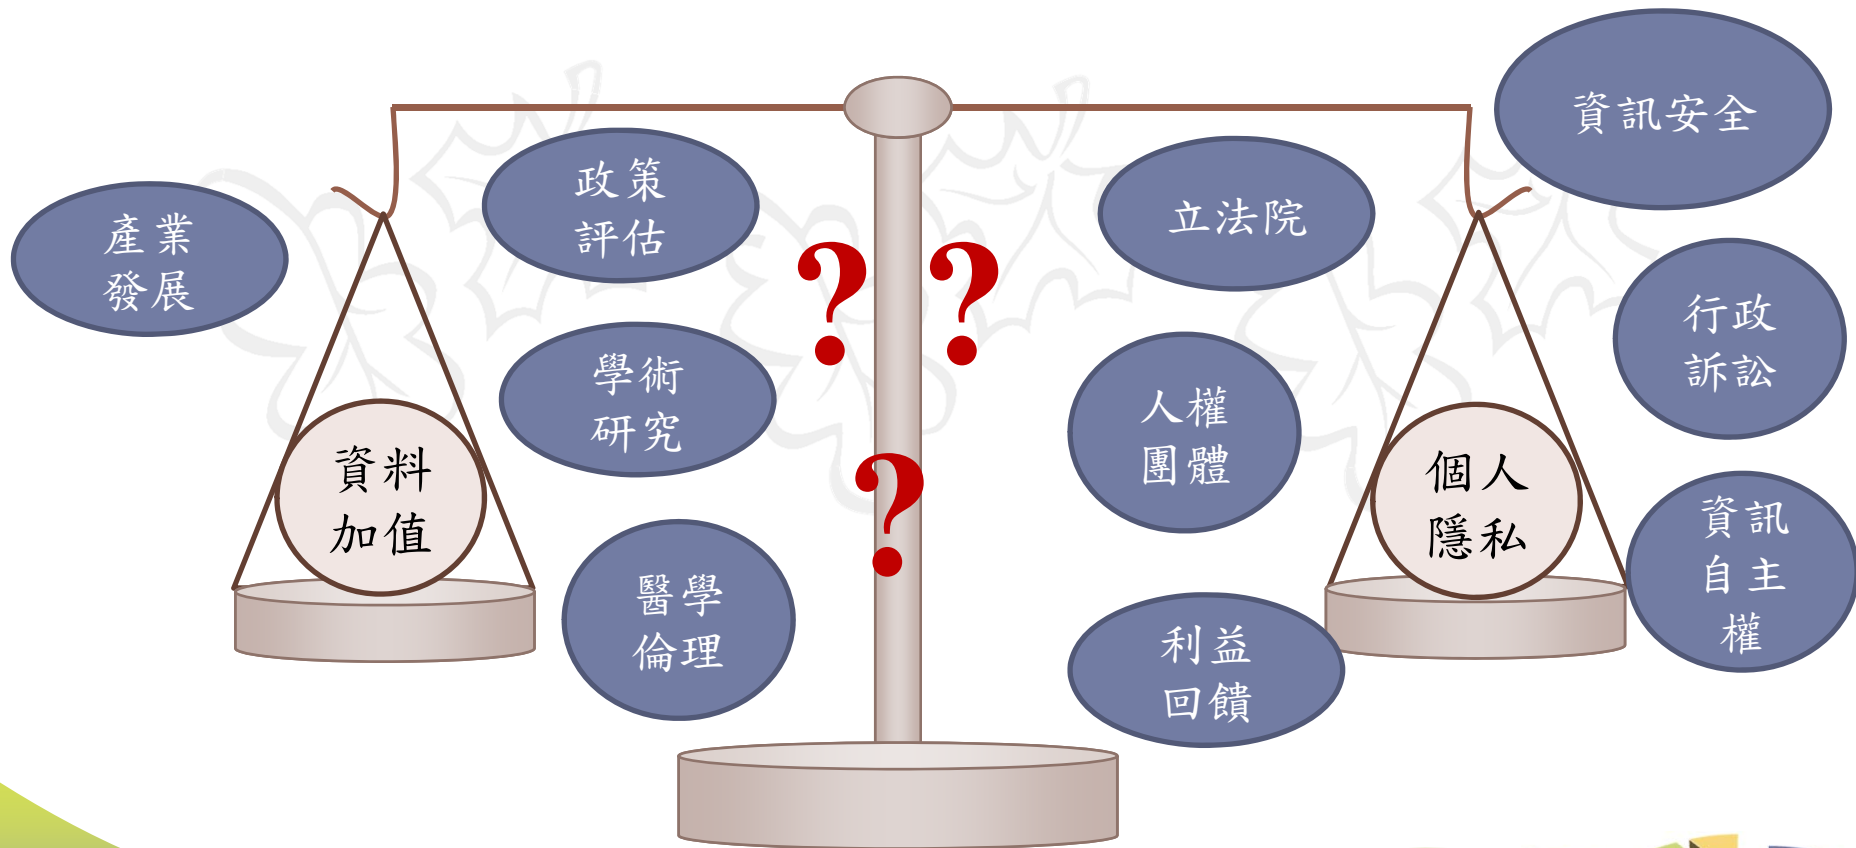 產業
發展
政策
評估
學術
研究
醫學
倫理
資料
加值
?
?
?
立法院
人權
團體
利益
回饋
個人
隱私
資訊安全
行政
訴訟
資訊
自主
權